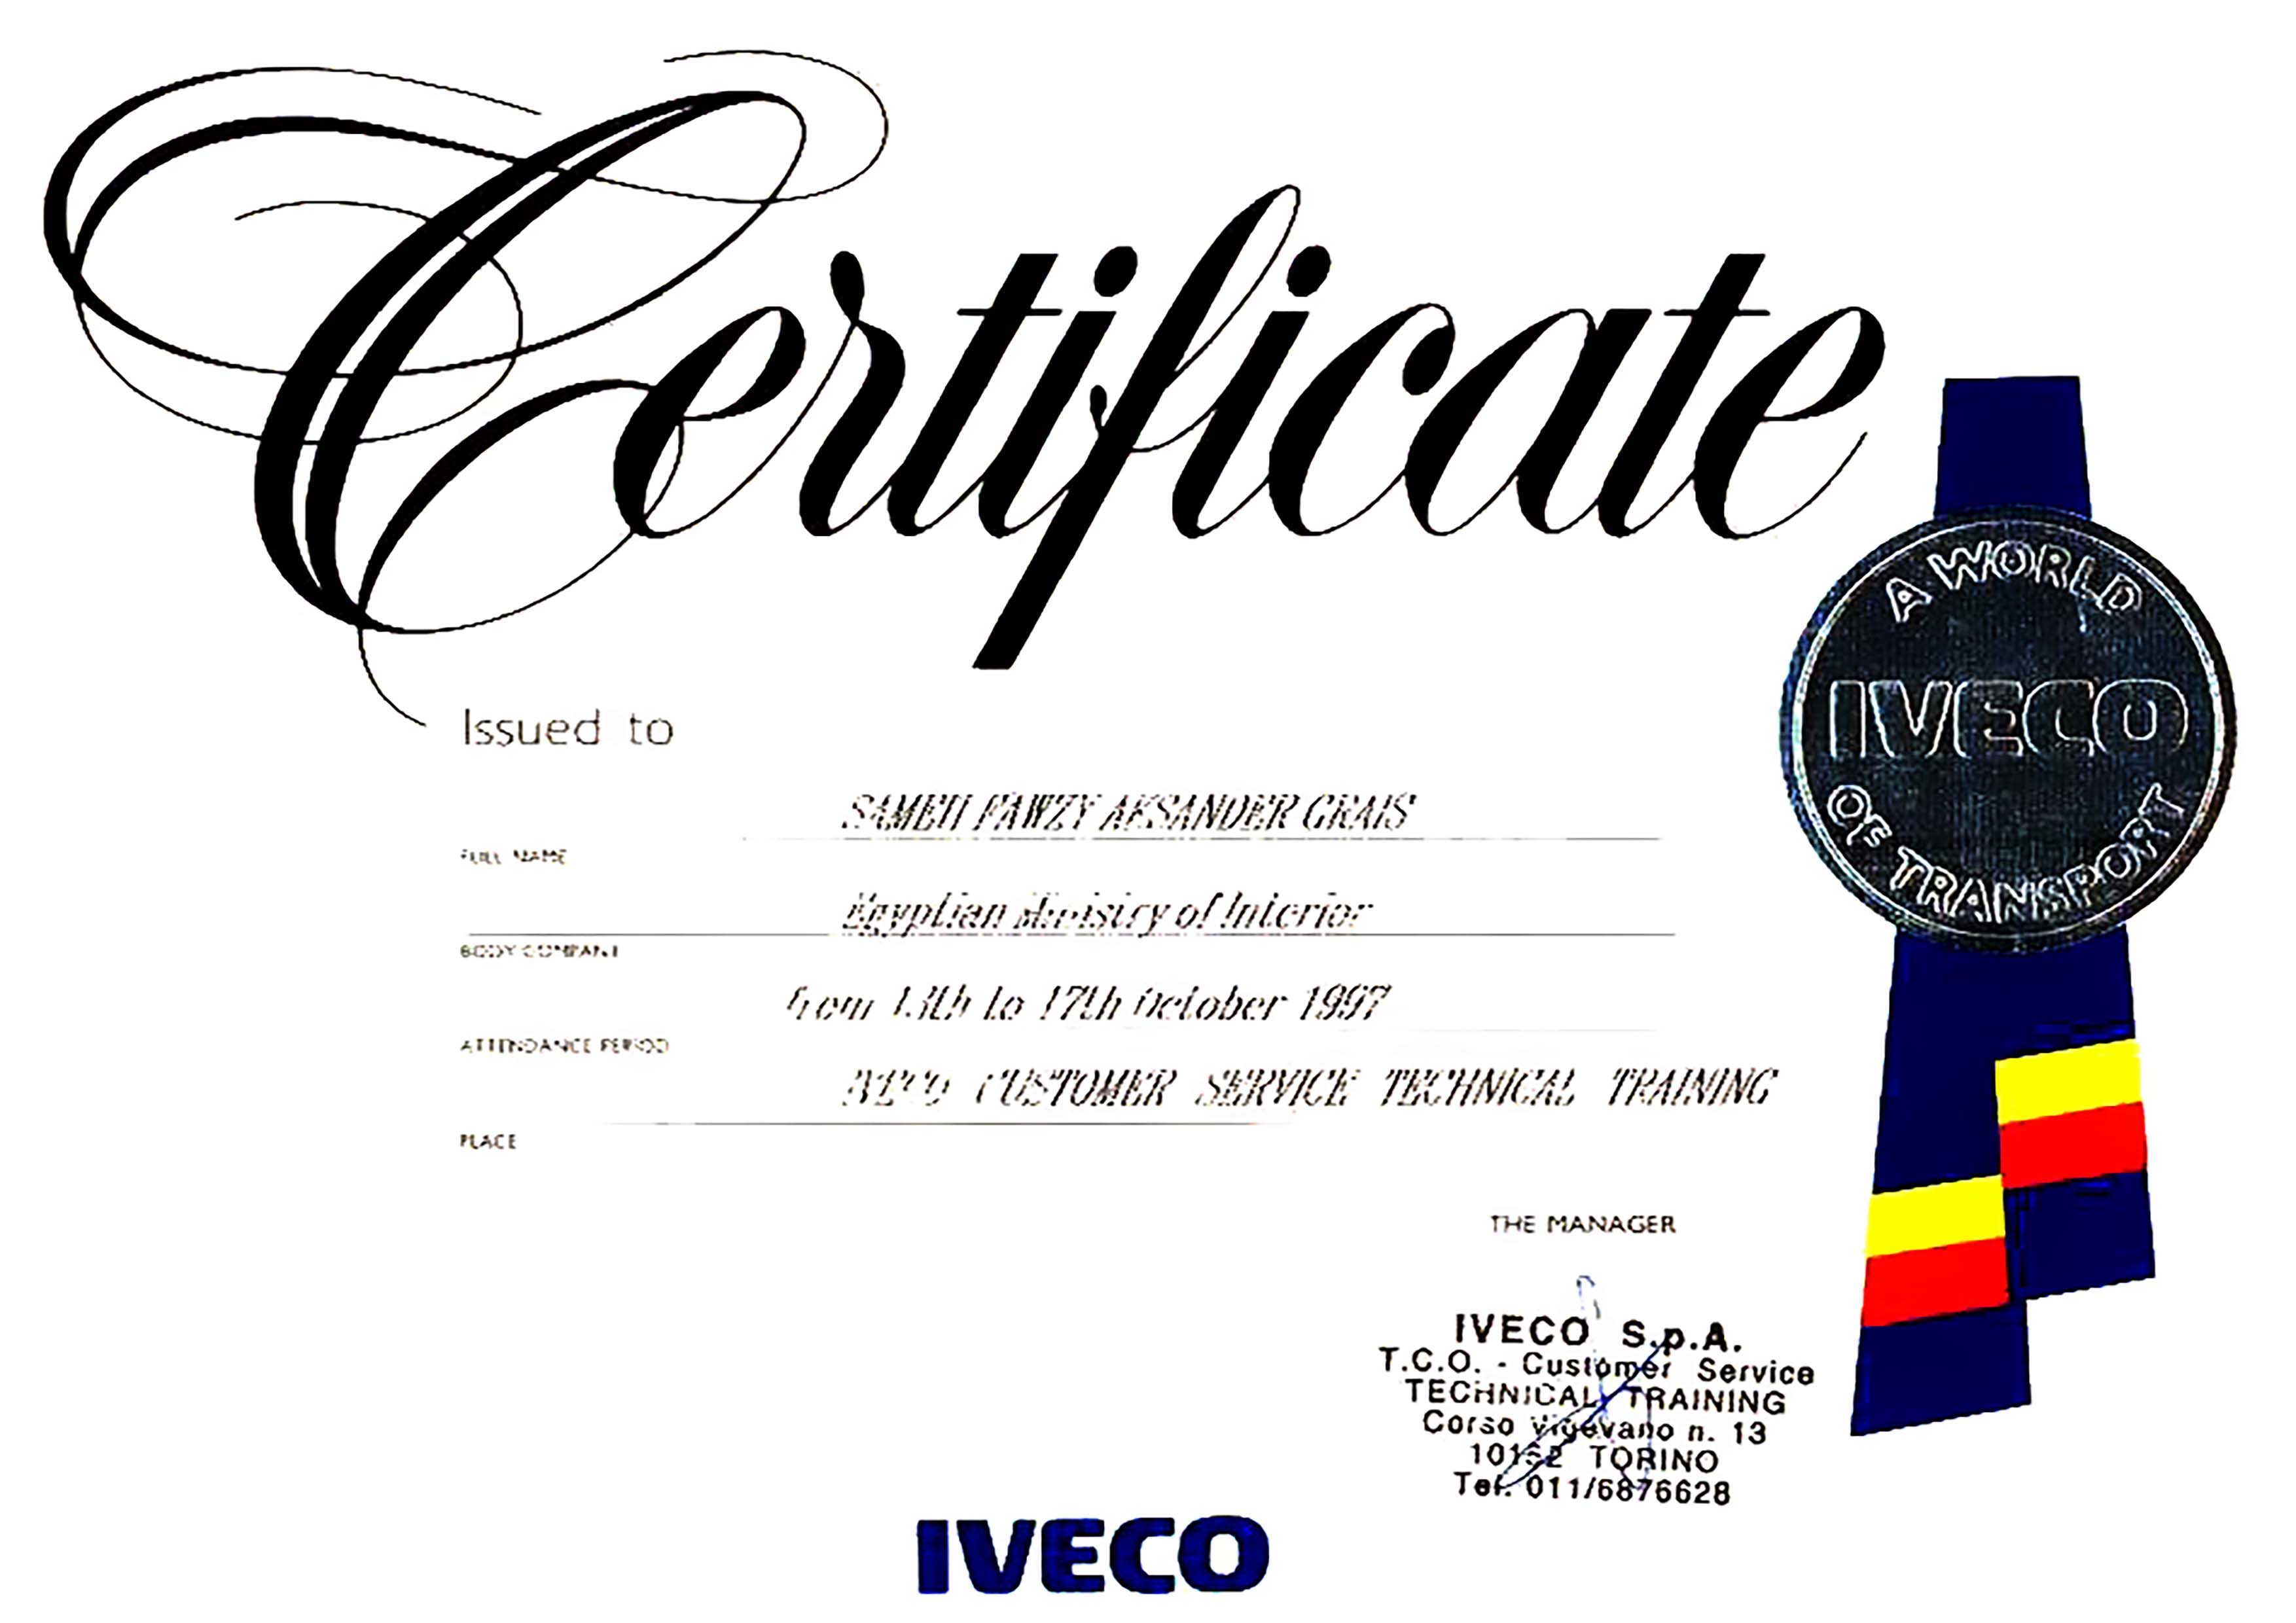 Certificate
Issued to
SAMEH FAWZY AKSANDER GRAIS
FULL NAME
Egyptian Ministry of Interior
BODY COMPANY
from 13th to 17th October 1997
ATTENDANCE PERIOD
IVECO CUSTOMER SERVICE TECHNICAL TRAINING
PLACE
A WORLD
IVECO
OF TRANSPORT
THE MANAGER
IVECO S.p.A.
T.C.O. - Customer Service
TECHNICAL TRAINING
Corso Vigevano n. 13
10152 TORINO
Tel. 011/6876628
IVECO